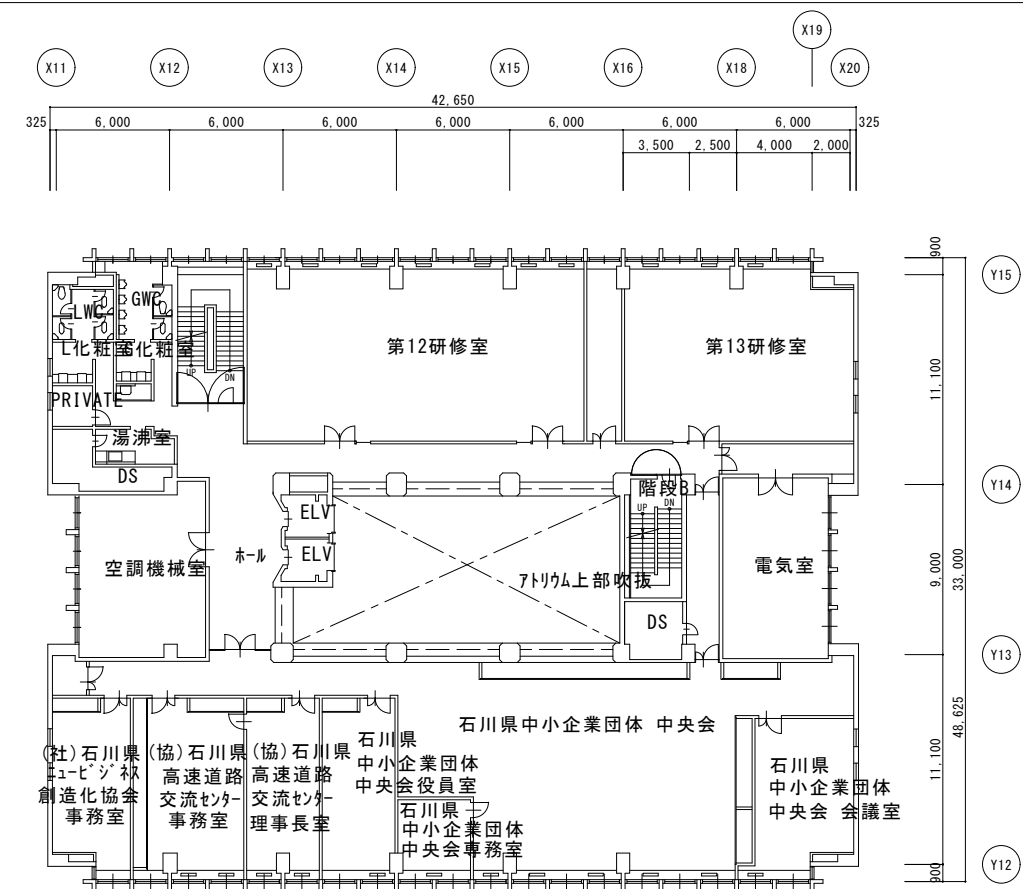 X19
X11
X12
X13
X14
X15
X16
X18
X20
42,650
325
6,000
6,000
6,000
6,000
6,000
6,000
6,000
325
3,500
2,500
4,000
2,000
900
Y15
LWC
GWC
L化粧室
G化粧室
UP
DN
第12研修室
第13研修室
11,100
PRIVATE
湯沸室
DS
Y14
階段B
UP
DN
ELV
ELV
ホール
空調機械室
アトリウム上部吹抜
電気室
9,000
33,000
DS
Y13
48,625
石川県中小企業団体 中央会
(社)石川県
ニュービジネス
創造化協会
事務室
(協)石川県
高速道路
交流センター
事務室
(協)石川県
高速道路
交流センター
理事長室
石川県
中小企業団体
中央会役員室
石川県
中小企業団体
中央会専務室
石川県
中小企業団体
中央会 会議室
11,100
900
Y12